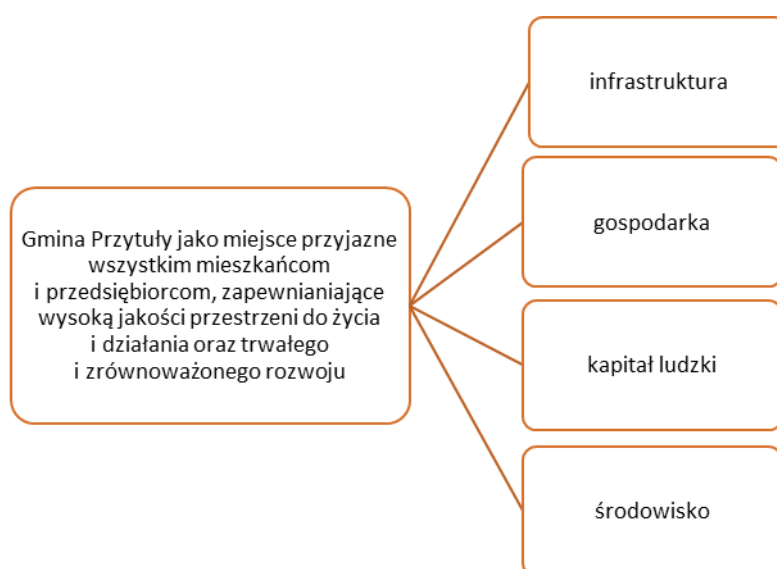 Gmina Przytuły jako miejsce przyjazne
wszystkim mieszkańcom
i przedsiębiorcom, zapewnianiające
wysoką jakości przestrzeni do życia
i działania oraz trwałego
i zrównoważonego rozwoju
infrastruktura
gospodarka
kapitał ludzki
środowisko